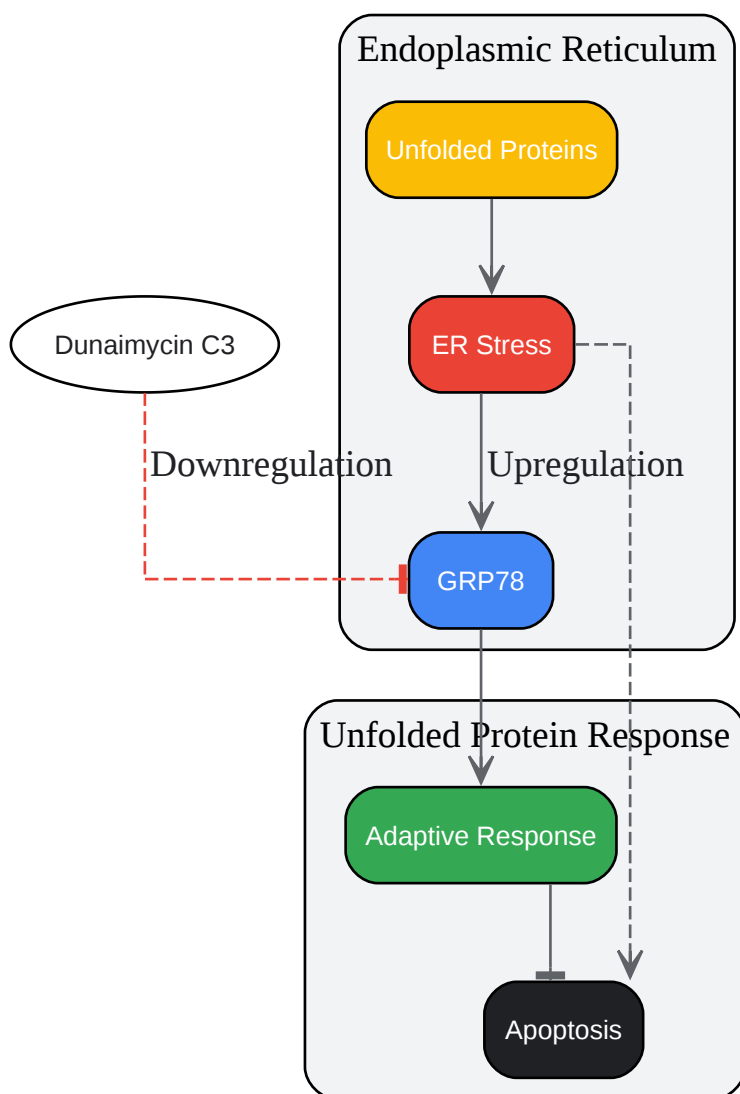 Endoplasmic Reticulum
Unfolded Proteins
Dunaimycin C3
ER Stress
Downregulation
Upregulation
GRP78
Unfolded Protein Response
Adaptive Response
Apoptosis